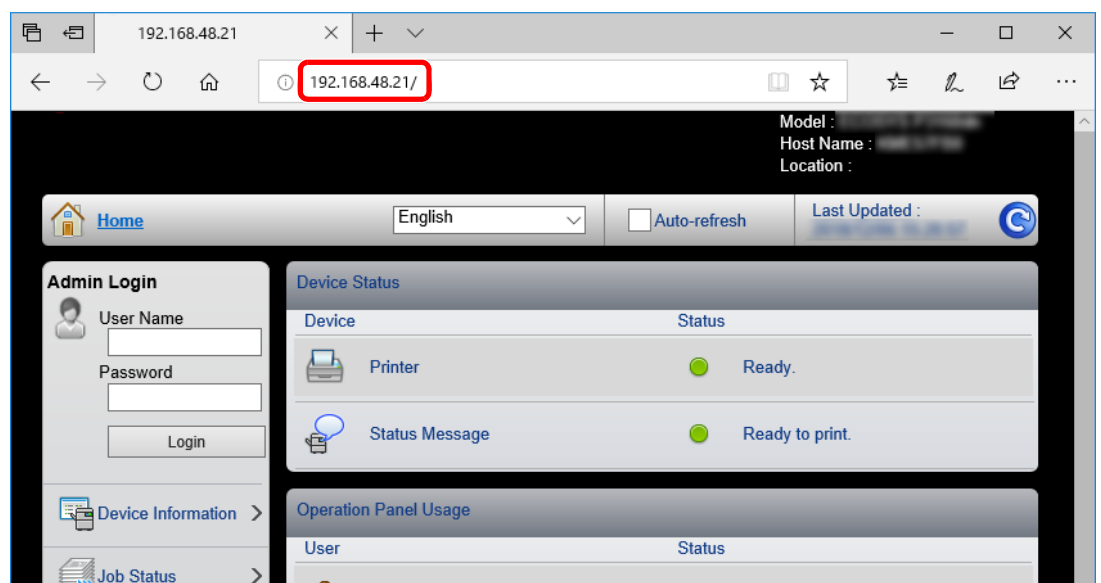 192.168.48.21
192.168.48.21/
Model :
Host Name :
Location :
Home
English
Auto-refresh
Last Updated :
Admin Login
User Name
Password
Login
Device Information
Job Status
Device Status
Device Status
Printer Ready.
Status Message Ready to print.
Operation Panel Usage
User Status